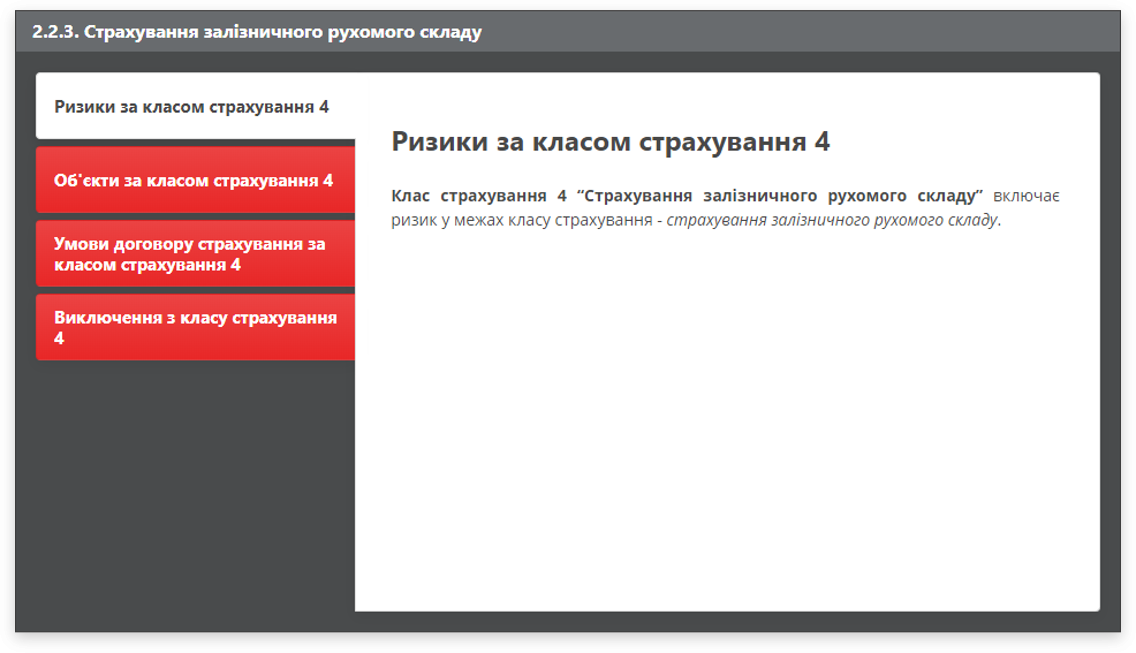 2.2.3. Страхування залізничного рухомого складу
Ризики за класом страхування 4
Об'єкти за класом страхування 4
Умови договору страхування за
класом страхування 4
Виключення з класу страхування
4
Ризики за класом страхування 4
Клас страхування 4 “Страхування залізничного рухомого складу” включає
ризик у межах класу страхування - страхування залізничного рухомого складу.